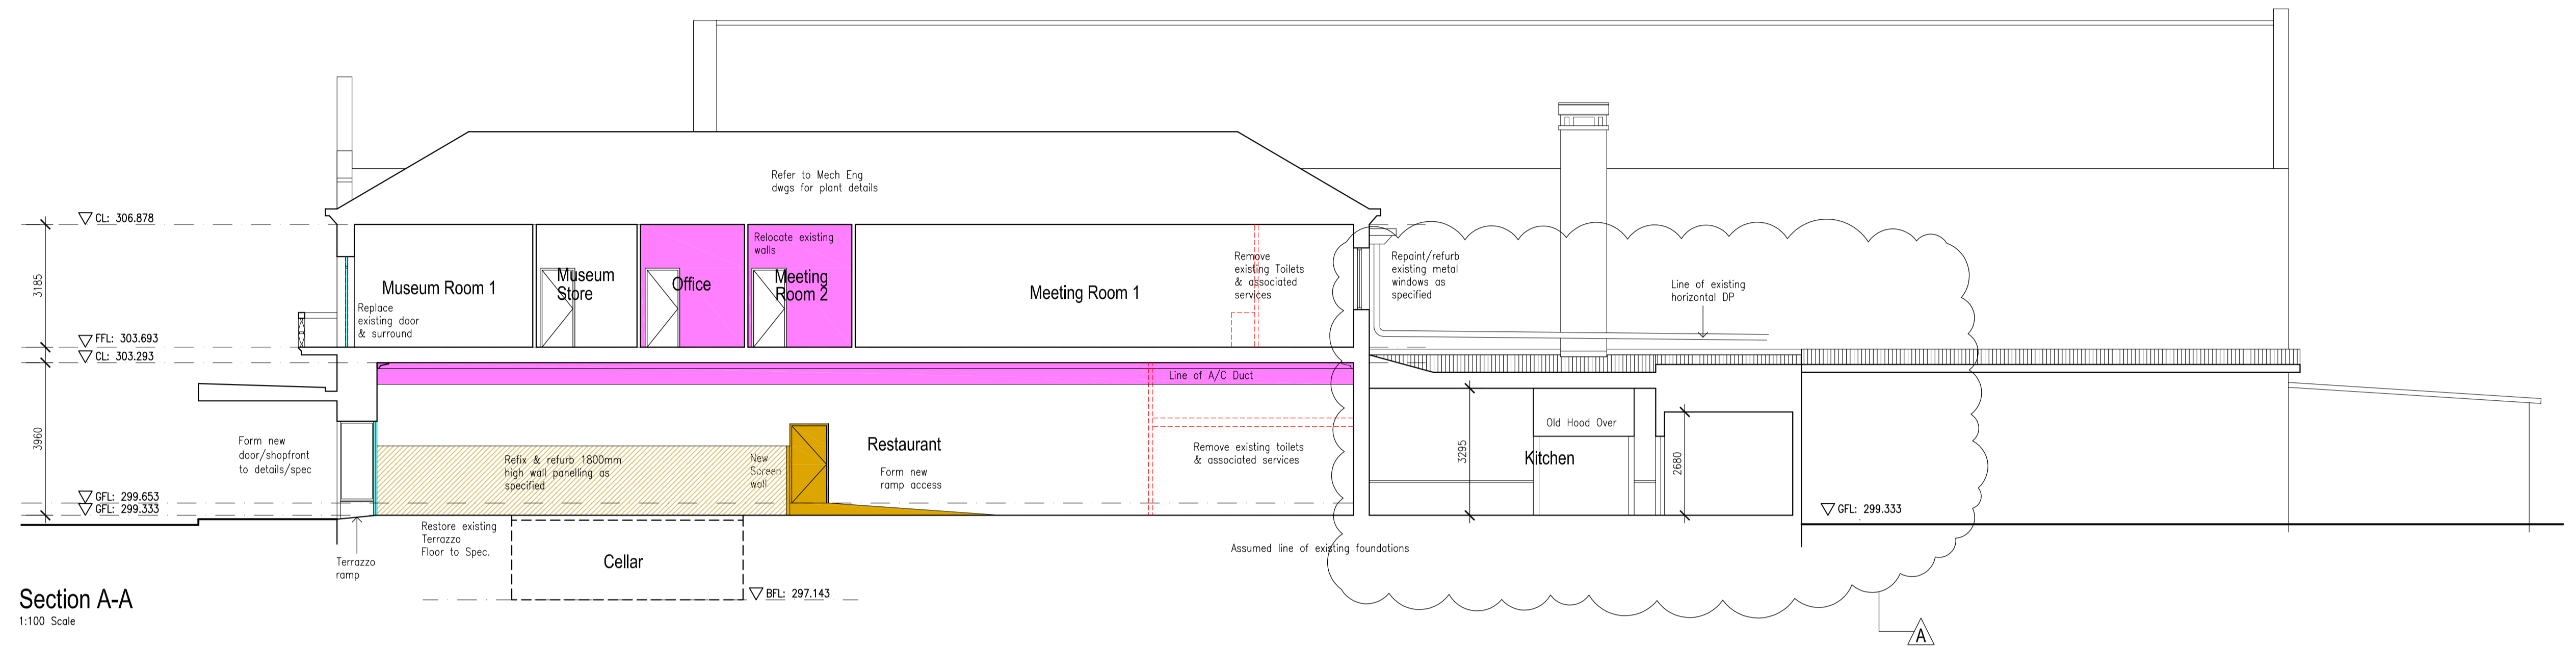 Refer to Mech Eng
dwgs for plant details
CL: 306.878
3185
FFL: 303.693
CL: 303.293
3960
GFL: 299.653
GFL: 299.333
Museum Room 1
Replace
existing door
& surround
Museum
Store
Office
Relocate existing
walls
Meeting
Room 2
Meeting Room 1
Remove
existing Toilets
& associated
services
Repaint/refurb
existing metal
windows as
specified
Line of existing
horizontal DP
Line of A/C Duct
Form new
door/shopfront
to details/spec
Refix & refurb 1800mm
high wall panelling as
specified
New
Screen
wall
Restaurant
Form new
ramp access
Remove existing toilets
& associated services
3295
Old Hood Over
Kitchen
2680
GFL: 299.333
Terrazzo
ramp
Restore existing
Terrazzo
Floor to Spec.
Cellar
BFL: 297.143
Assumed line of existing foundations
A
Section A-A
1:100 Scale